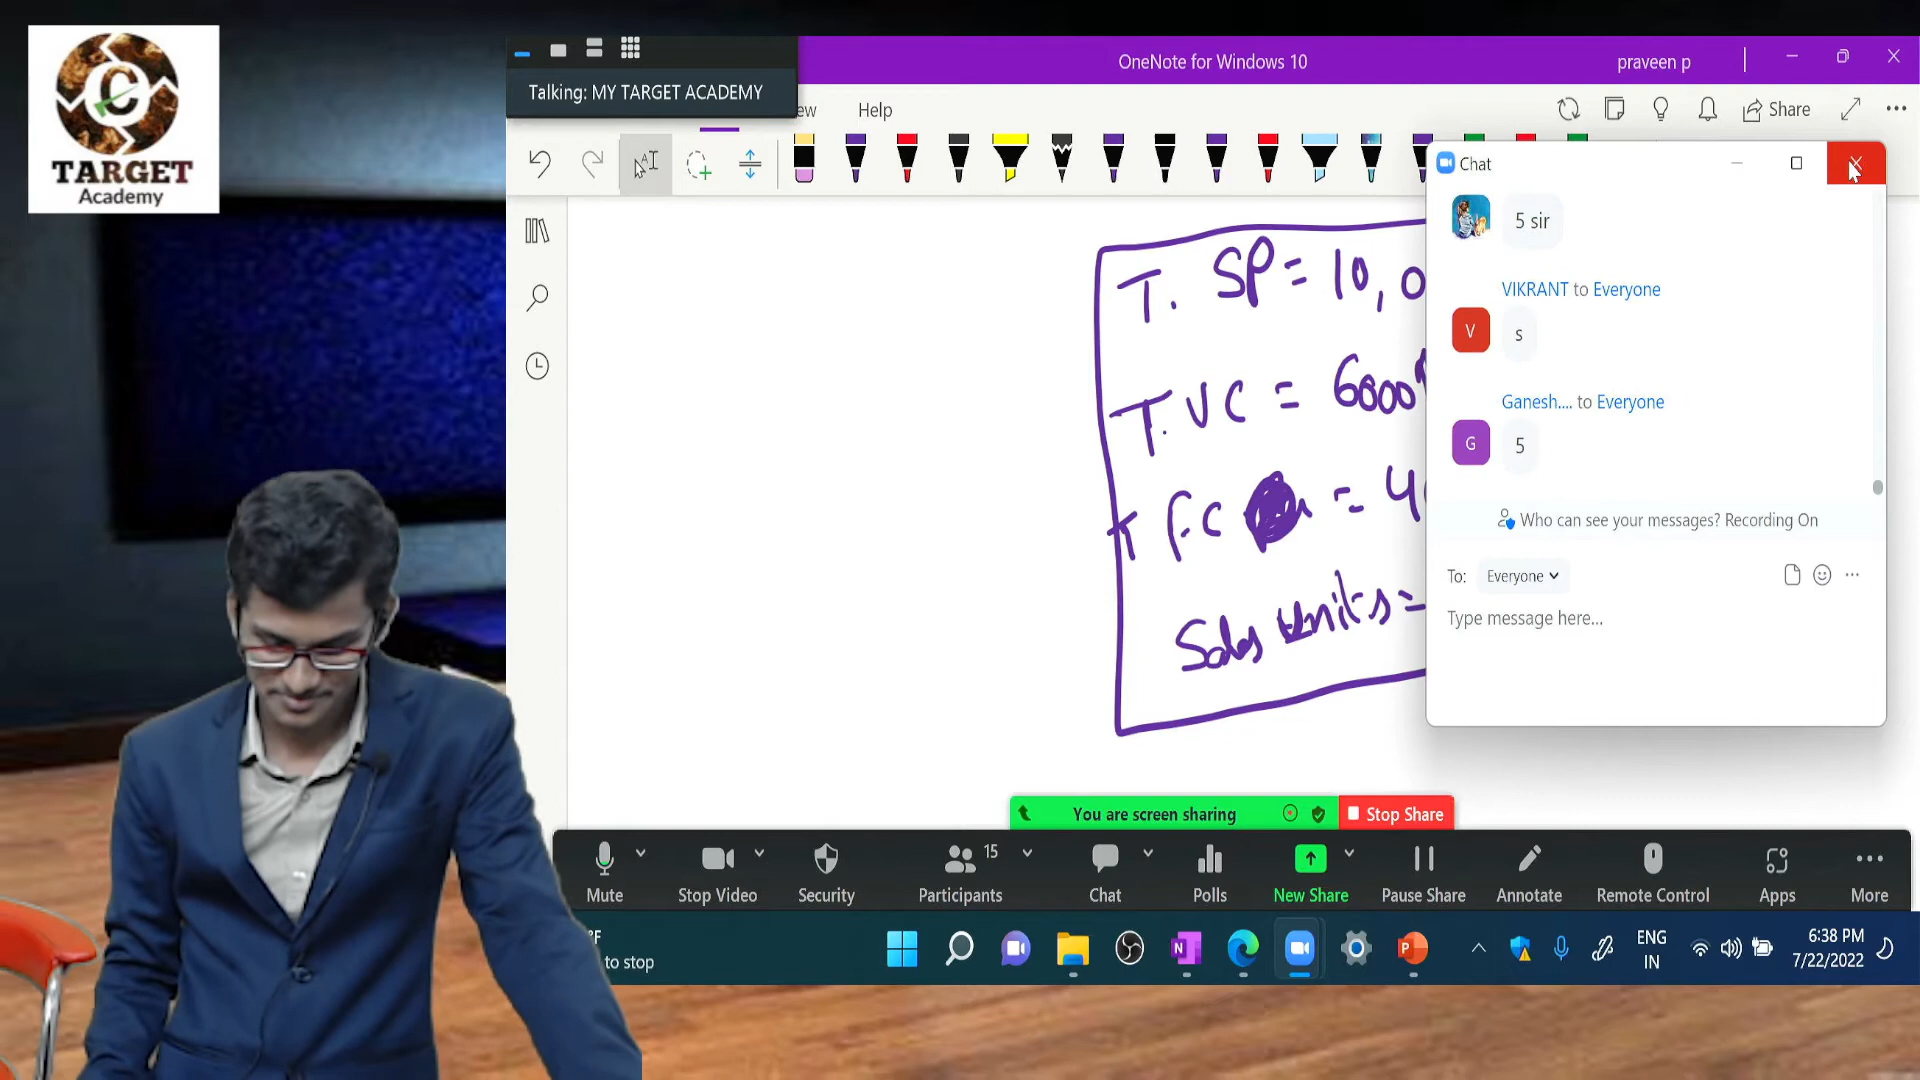 C
TARGET
Academy
Talking: MY TARGET ACADEMY
OneNote for Windows 10
praveen p
ew
Help
Share
Chat
5 sir
VIKRANT to Everyone
V
s
Ganesh.... to Everyone
G
5
Who can see your messages? Recording On
To: Everyone
Type message here...
T. SP = 10, 0
T. VC = 6000
T FC = 4
Sales Units =
You are screen sharing
Stop Share
Mute
Stop Video
Security
Participants 15
Chat
Polls
New Share
Pause Share
Annotate
Remote Control
Apps
More
°F
to stop
ENG
IN
6:38 PM
7/22/2022